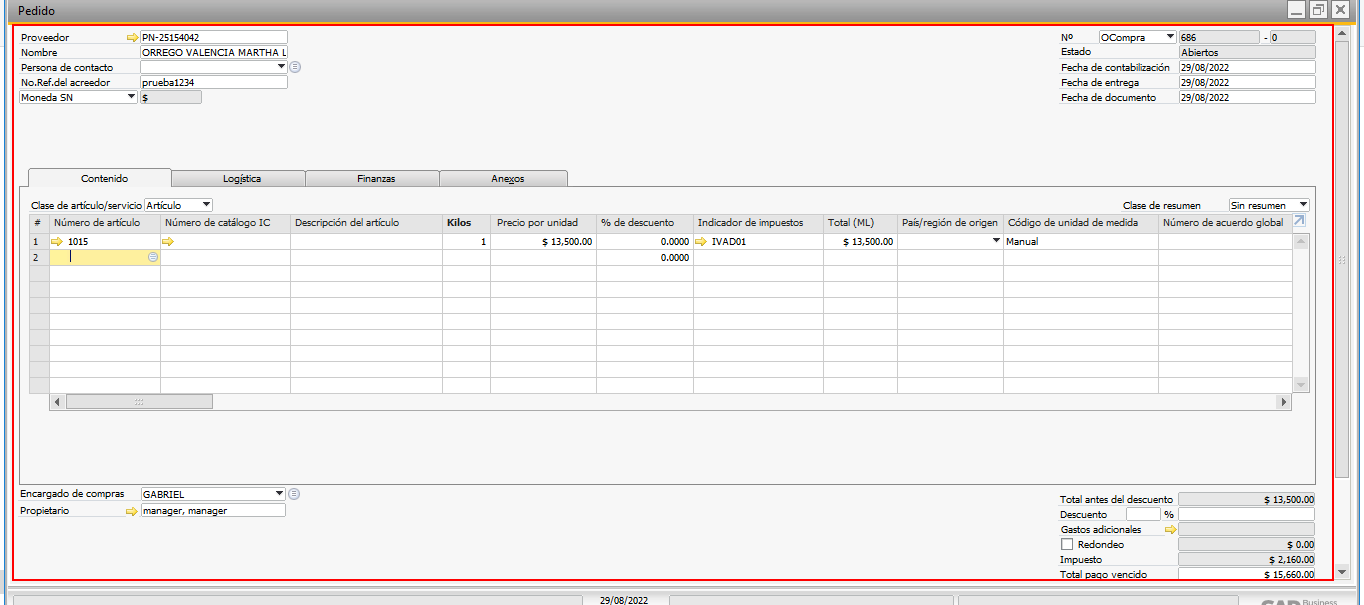 Pedido
Proveedor PN-25154042
Nombre ORREGO VALENCIA MARTHA L
Persona de contacto
No.Ref.del acreedor prueba1234
Moneda SN $
Nº OCompra 686 - 0
Estado Abiertos
Fecha de contabilización 29/08/2022
Fecha de entrega 29/08/2022
Fecha de documento 29/08/2022
Contenido Logística Finanzas Anexos
Clase de artículo/servicio Artículo Clase de resumen Sin resumen
# Número de artículo Número de catálogo IC Descripción del artículo Kilos Precio por unidad % de descuento Indicador de impuestos Total (ML) País/región de origen Código de unidad de medida Número de acuerdo global
1 1015 1 $ 13,500.00 0.0000 IVAD01 $ 13,500.00 Manual
2 0.0000
Encargado de compras GABRIEL
Propietario manager, manager
Total antes del descuento $ 13,500.00
Descuento %
Gastos adicionales
Redondeo $ 0.00
Impuesto $ 2,160.00
Total pago vencido $ 15,660.00
29/08/2022
SAP Business